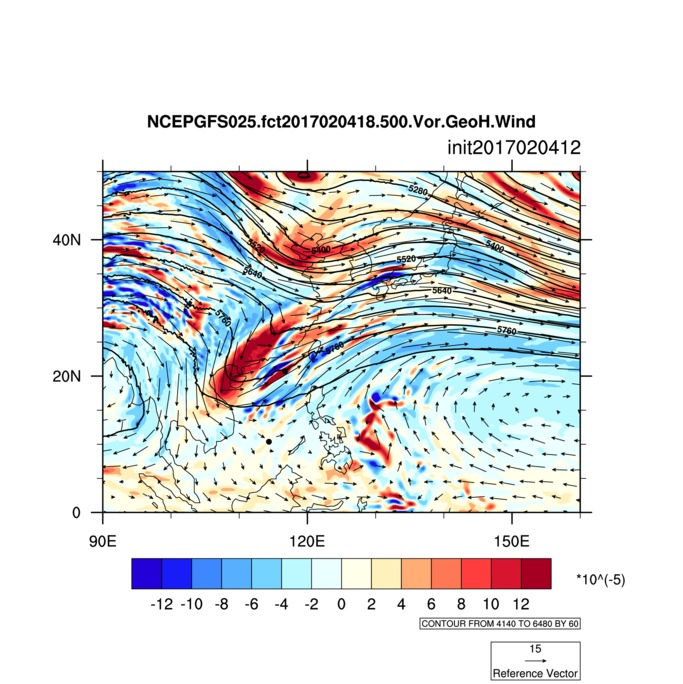 NCEPGFS025.fct2017020418.500.Vor.GeoH.Wind
init2017020412
5280
40N
5520
5400
5400
5520
5640
5640
5760
5760
5760
20N
0
90E 120E 150E
-12 -10 -8 -6 -4 -2 0 2 4 6 8 10 12
*10^(-5)
CONTOUR FROM 4140 TO 6480 BY 60
15
Reference Vector